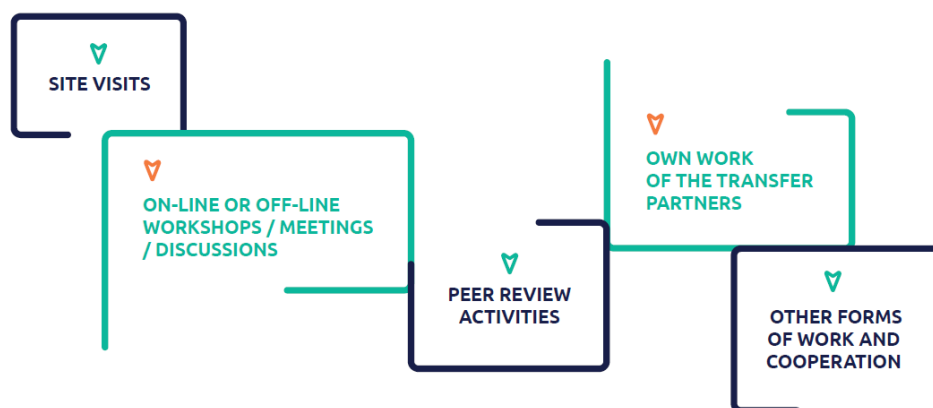 SITE VISITS
ON-LINE OR OFF-LINE
WORKSHOPS / MEETINGS
/ DISCUSSIONS
PEER REVIEW
ACTIVITIES
OWN WORK
OF THE TRANSFER
PARTNERS
OTHER FORMS
OF WORK AND
COOPERATION